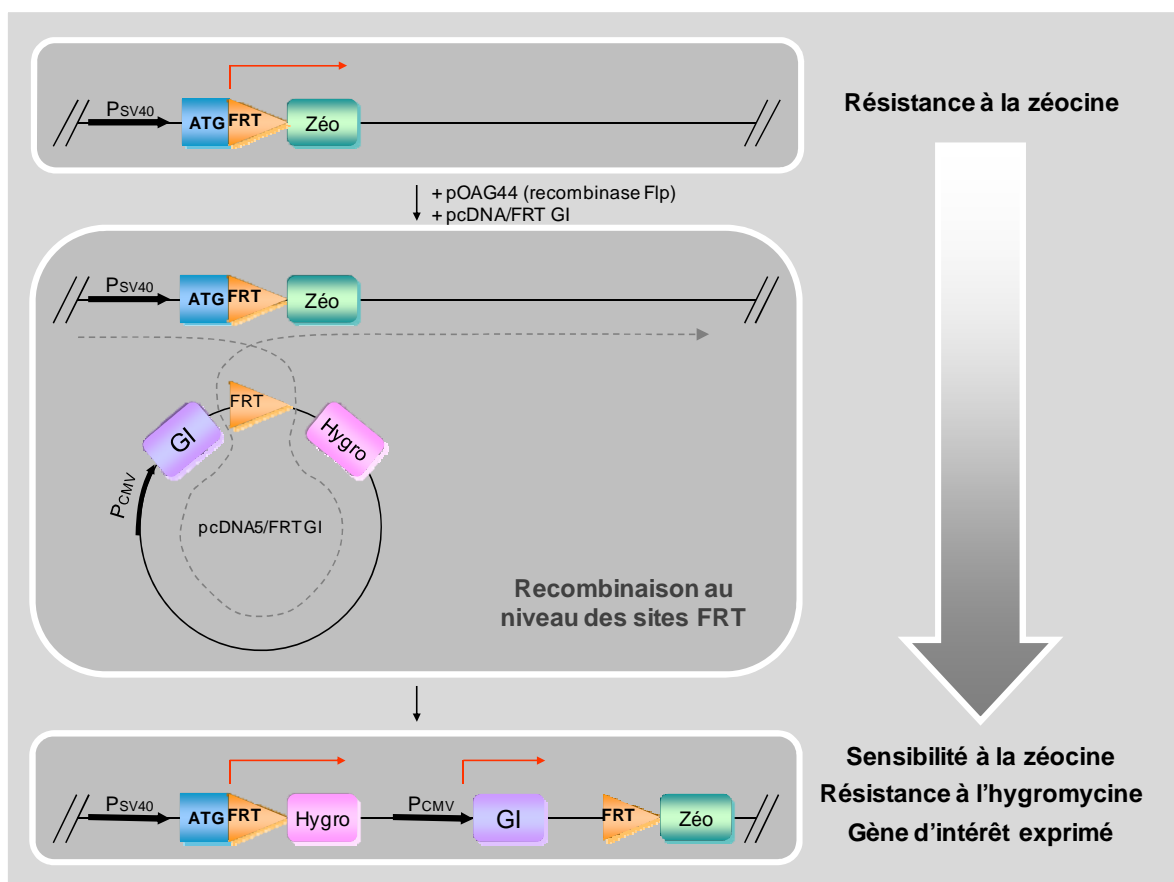 PSV40
ATG
FRT
Zéo
Résistance à la zéocine
+ pOAG44 (recombinase Flp)
+ pcDNA/FRT GI
PSV40
ATG
FRT
Zéo
FRT
GI
Hygro
PCMV
pcDNA5/FRT GI
Recombinaison au
niveau des sites FRT
PSV40
ATG
FRT
Hygro
PCMV
GI
FRT
Zéo
Sensibilité à la zéocine
Résistance à l’hygromycine
Gène d’intérêt exprimé